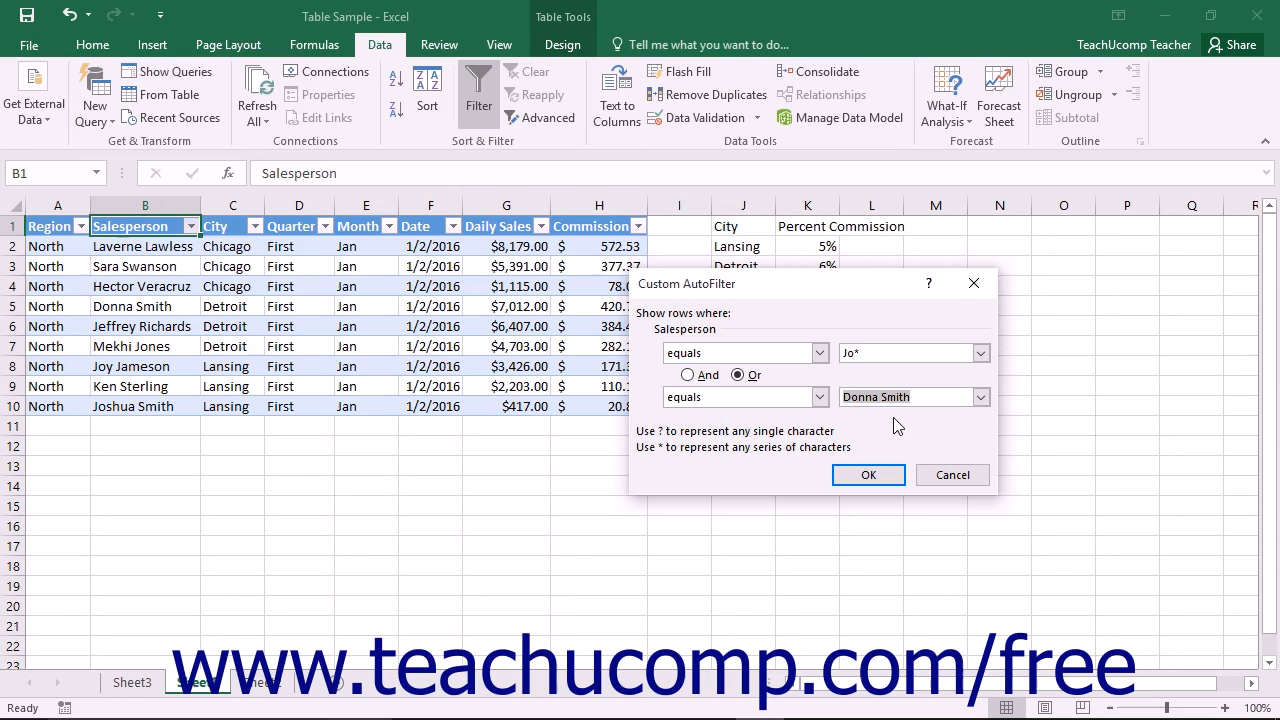 Table Sample - Excel
Table Tools
File Home Insert Page Layout Formulas Data Review View Design Tell me what you want to do... TeachUcomp Teacher Share
Get External Data
New Query
Show Queries
From Table
Recent Sources
Get & Transform
Refresh All
Connections
Properties
Edit Links
Connections
Sort
Filter
Clear
Reapply
Advanced
Sort & Filter
Text to Columns
Flash Fill
Remove Duplicates
Data Validation
Consolidate
Relationships
Manage Data Model
Data Tools
What-If Analysis
Forecast Sheet
Forecast
Group
Ungroup
Subtotal
Outline
B1 fx Salesperson
A B C D E F G H I J K L M N O P Q R
1 Region Salesperson City Quarter Month Date Daily Sales Commission City Percent Commission
2 North Laverne Lawless Chicago First Jan 1/2/2016 $8,179.00 $ 572.53 Lansing 5%
3 North Sara Swanson Chicago First Jan 1/2/2016 $5,391.00 $ 377.37 Detroit 6%
4 North Hector Veracruz Chicago First Jan 1/2/2016 $1,115.00 $ 78.0
5 North Donna Smith Detroit First Jan 1/2/2016 $7,012.00 $ 420.
6 North Jeffrey Richards Detroit First Jan 1/2/2016 $6,407.00 $ 384.
7 North Mekhi Jones Detroit First Jan 1/2/2016 $4,703.00 $ 282.
8 North Joy Jameson Lansing First Jan 1/2/2016 $3,426.00 $ 171.
9 North Ken Sterling Lansing First Jan 1/2/2016 $2,203.00 $ 110.
10 North Joshua Smith Lansing First Jan 1/2/2016 $417.00 $ 20.
11
12
13
14
15
16
17
18
19
20
21
22
23
Custom AutoFilter ?
Show rows where:
Salesperson
equals Jo*
And Or
equals Donna Smith
Use ? to represent any single character
Use * to represent any series of characters
OK Cancel
www.teachucomp.com/free
Sheet3
Ready 100%